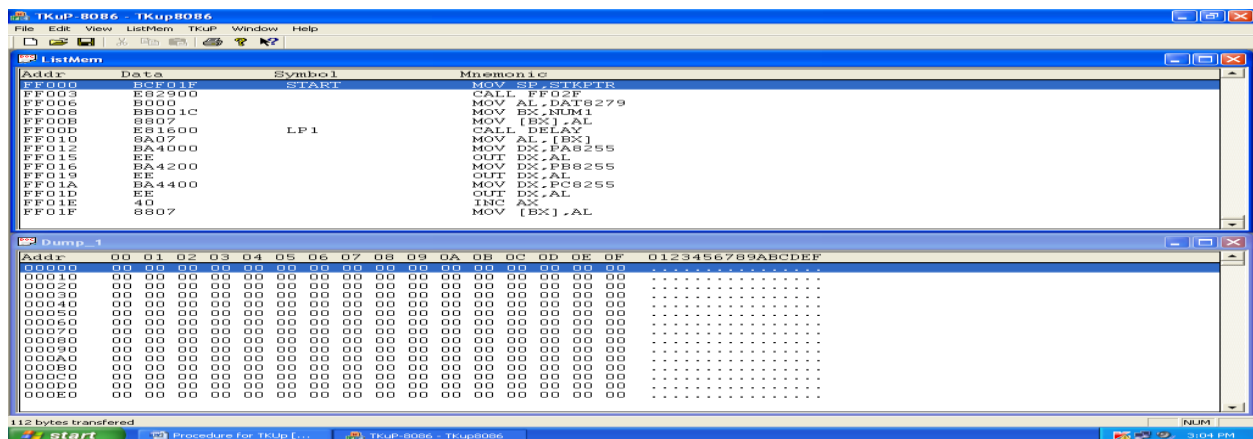 TKuP-8086 - TKup8086
File Edit View ListMem TKuP Window Help
ListMem
Addr Data Symbol Mnemonic
FF000 BCF01F START MOV SP,STKPTR
FF003 E82900 CALL FF02F
FF006 B000 MOV AL,DAT8279
FF008 BB001C MOV BX,NUM1
FF00B 8807 MOV [BX],AL
FF00D E81600 LP1 CALL DELAY
FF010 8A07 MOV AL,[BX]
FF012 BA4000 MOV DX,PA8255
FF015 EE OUT DX,AL
FF016 BA4200 MOV DX,PB8255
FF019 EE OUT DX,AL
FF01A BA4400 MOV DX,PC8255
FF01D EE OUT DX,AL
FF01E 40 INC AX
FF01F 8807 MOV [BX],AL
Dump_1
Addr 00 01 02 03 04 05 06 07 08 09 0A 0B 0C 0D 0E 0F 0123456789ABCDEF
00000 00 00 00 00 00 00 00 00 00 00 00 00 00 00 00 00 ................
00010 00 00 00 00 00 00 00 00 00 00 00 00 00 00 00 00 ................
00020 00 00 00 00 00 00 00 00 00 00 00 00 00 00 00 00 ................
00030 00 00 00 00 00 00 00 00 00 00 00 00 00 00 00 00 ................
00040 00 00 00 00 00 00 00 00 00 00 00 00 00 00 00 00 ................
00050 00 00 00 00 00 00 00 00 00 00 00 00 00 00 00 00 ................
00060 00 00 00 00 00 00 00 00 00 00 00 00 00 00 00 00 ................
00070 00 00 00 00 00 00 00 00 00 00 00 00 00 00 00 00 ................
00080 00 00 00 00 00 00 00 00 00 00 00 00 00 00 00 00 ................
00090 00 00 00 00 00 00 00 00 00 00 00 00 00 00 00 00 ................
000A0 00 00 00 00 00 00 00 00 00 00 00 00 00 00 00 00 ................
000B0 00 00 00 00 00 00 00 00 00 00 00 00 00 00 00 00 ................
000C0 00 00 00 00 00 00 00 00 00 00 00 00 00 00 00 00 ................
000D0 00 00 00 00 00 00 00 00 00 00 00 00 00 00 00 00 ................
000E0 00 00 00 00 00 00 00 00 00 00 00 00 00 00 00 00 ................
112 bytes transfered NUM
start Procedure for TKUp [... TKuP-8086 - TKup8086 3:04 PM